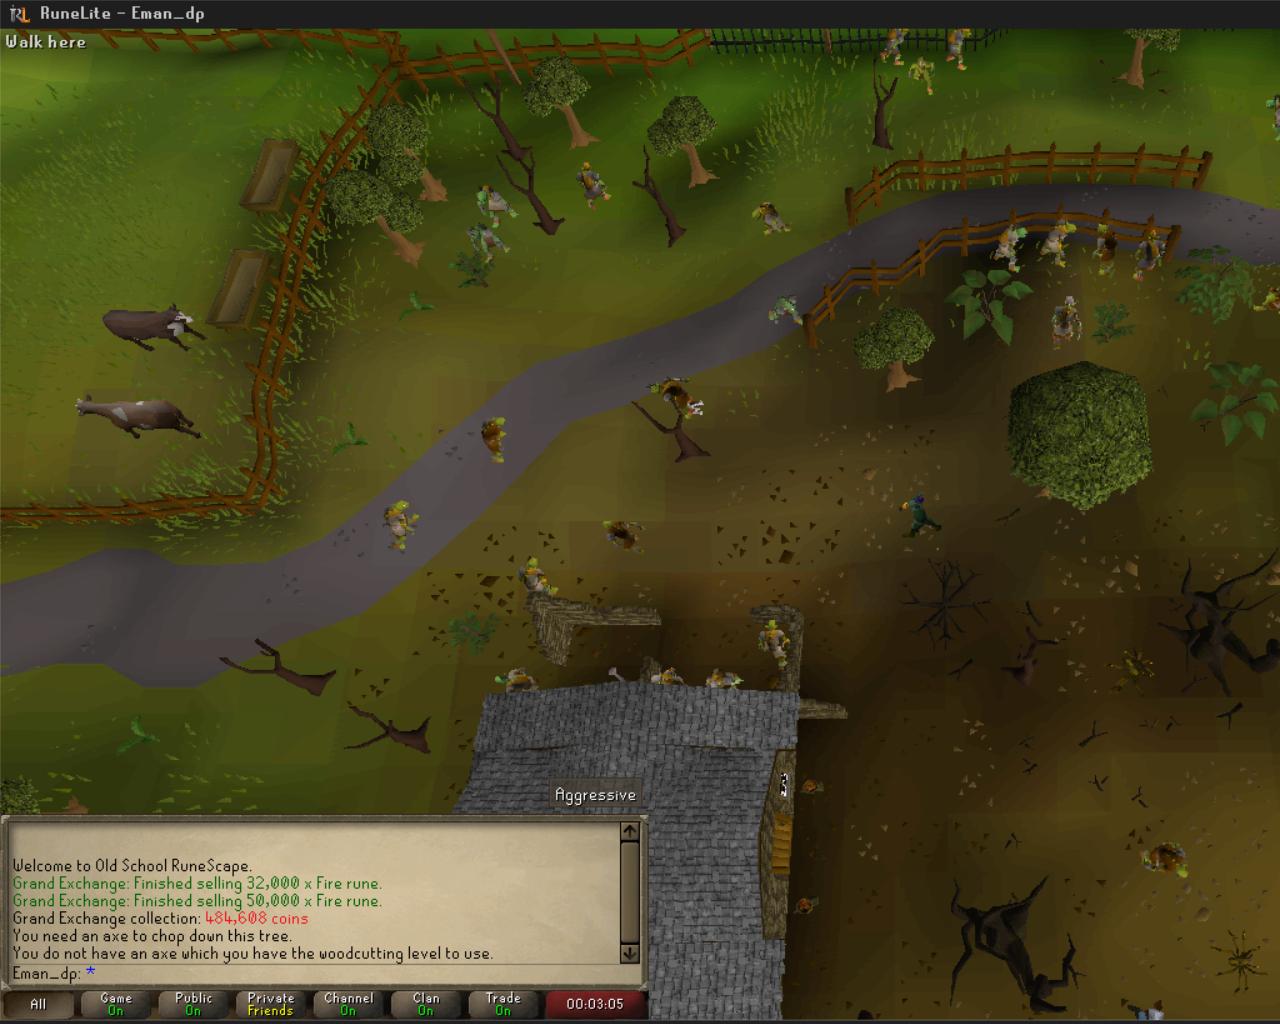 RuneLite - Eman_dp
Walk here
Aggressive
Welcome to Old School RuneScape.
Grand Exchange: Finished selling 32,000 x Fire rune.
Grand Exchange: Finished selling 50,000 x Fire rune.
Grand Exchange collection: 484,608 coins
You need an axe to chop down this tree.
You do not have an axe which you have the woodcutting level to use.
Eman_dp: *
All
Game
On
Public
On
Private
Friends
Channel
On
Clan
On
Trade
On
00:03:05